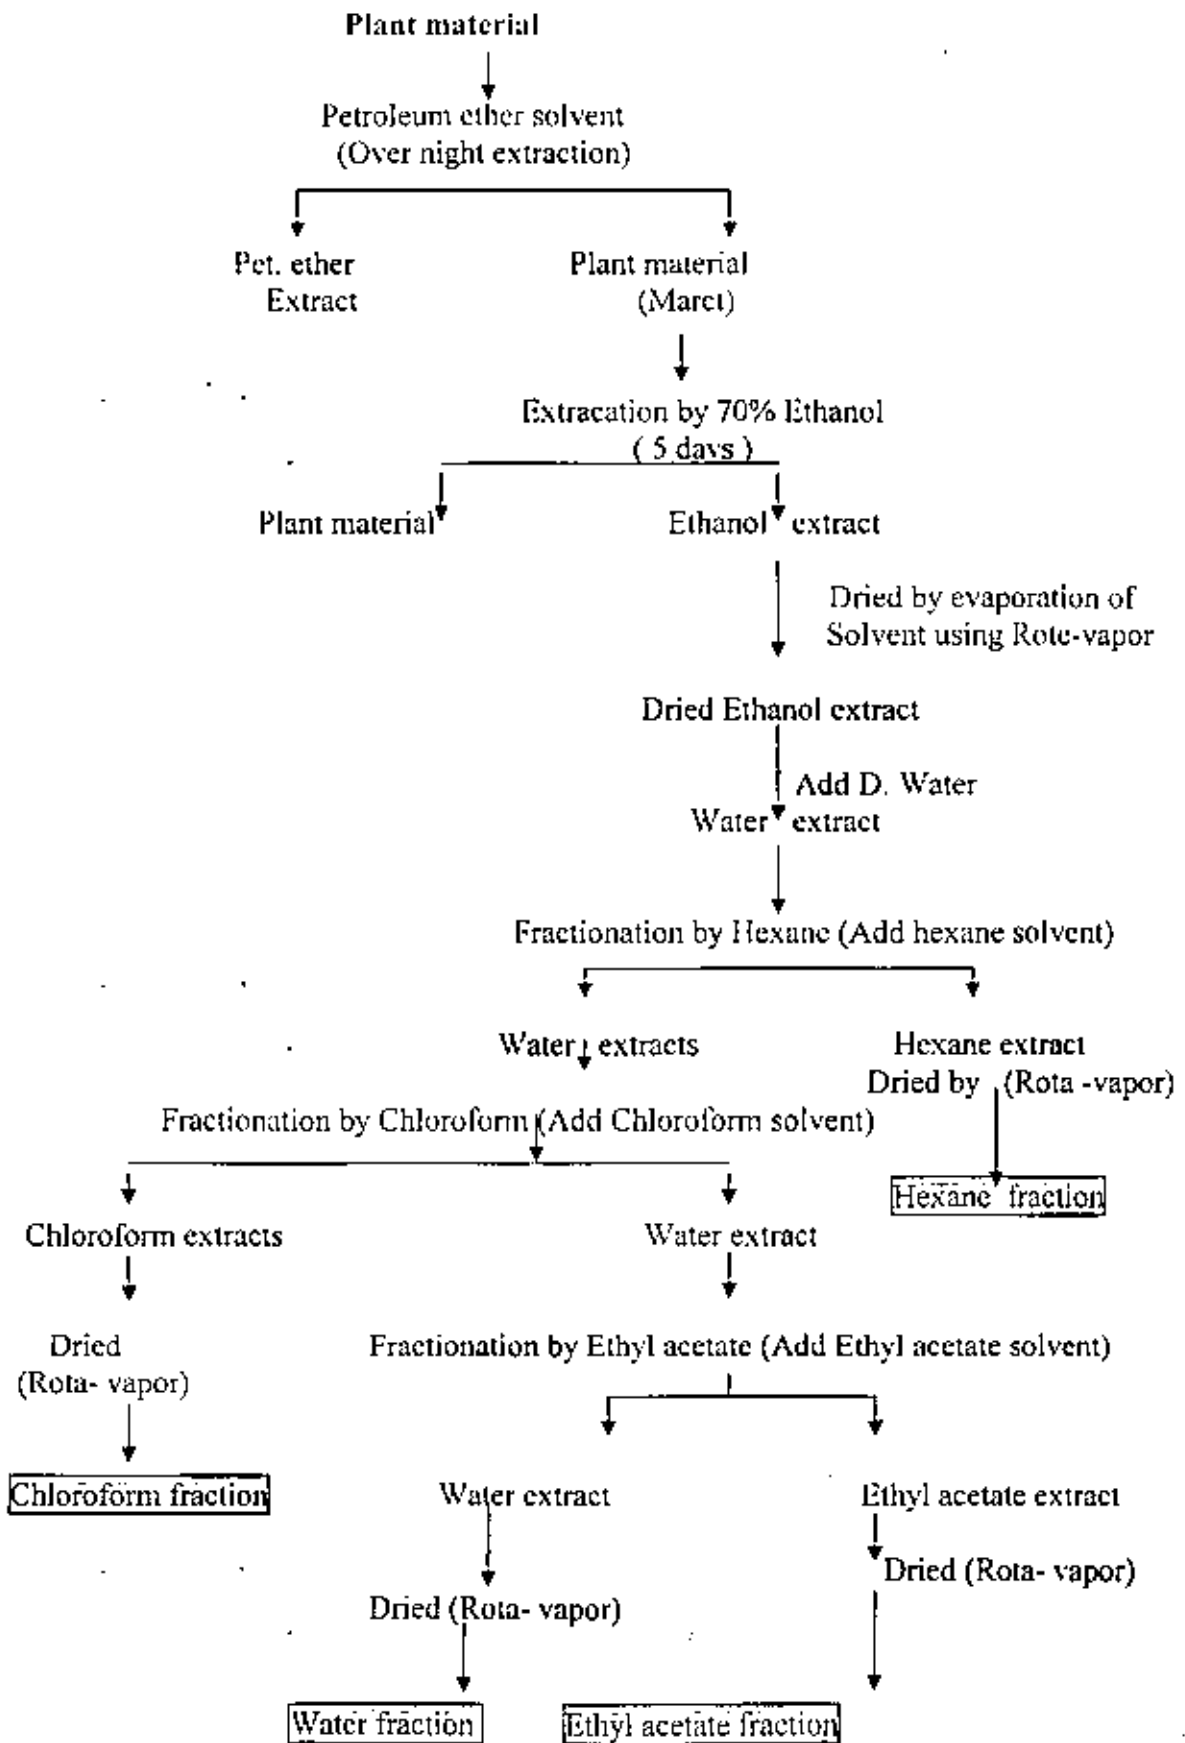 Plant material
Petroleum ether solvent
(Over night extraction)
Pet. ether
Extract
Plant material
(Marct)
Extracation by 70% Ethanol
( 5 days )
Plant material
Ethanol extract
Dried by evaporation of
Solvent using Rote-vapor
Dried Ethanol extract
Add D. Water
Water extract
Fractionation by Hexane (Add hexane solvent)
Water extracts
Hexane extract
Dried by (Rota -vapor)
Fractionation by Chloroform (Add Chloroform solvent)
Hexane fraction
Chloroform extracts
Water extract
Dried
(Rota- vapor)
Fractionation by Ethyl acetate (Add Ethyl acetate solvent)
Chloroform fraction
Water extract
Ethyl acetate extract
Dried (Rota- vapor)
Dried (Rota- vapor)
Water fraction
Ethyl acetate fraction